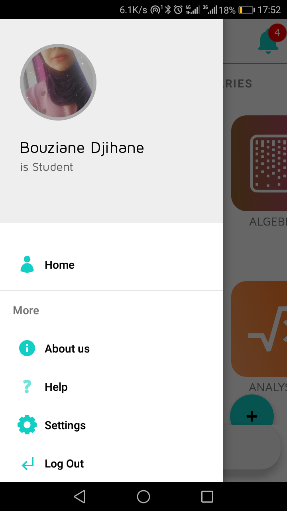 6.1K/s 18% 17:52
4
RIES
Bouziane Djihane
is Student
ALGEB
Home
More
ANALYS
About us
Help
+
Settings
Log Out